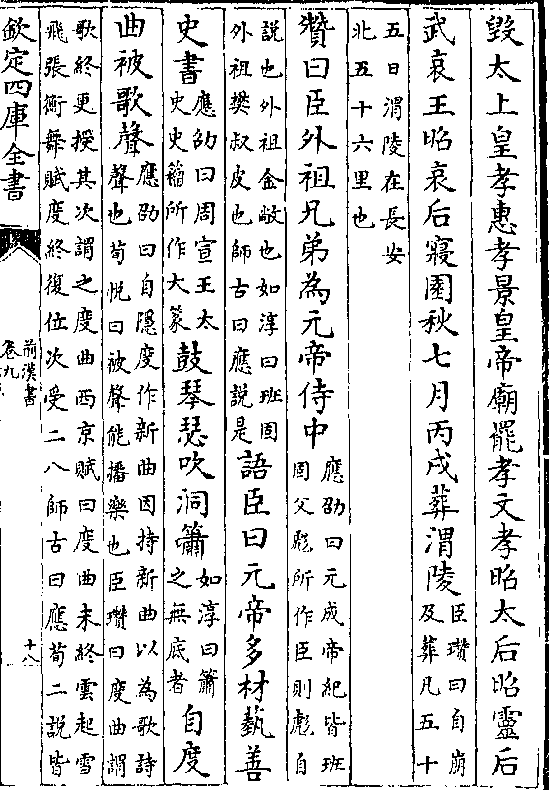 毀太上皇孝惠孝景皇帝廟罷孝文孝昭太后昭靈后
武哀王昭哀后寢園秋七月丙戌葬渭陵臣瓚曰自崩
及葬凡五十
五日渭陵在長安
北五十六里也
贊曰臣外祖兄弟為元帝侍中應劭曰元成帝紀皆班
固父彪所作臣則彪自
說也外祖金敞也如淳曰班固
外祖樊叔皮也師古曰應說是語臣曰元帝多材藝善
史書應劭曰周宣王太
史史籀所作大篆鼓琴瑟吹洞簫如淳曰簫
之無底者自度
曲被歌聲應劭曰自隱度作新曲因持新曲以為歌詩
聲也荀悅曰被聲能播樂也臣瓚曰度曲謂
歌終更授其次謂之度曲西京賦曰度曲未終雲起雪
飛張衡舞賦度終復位次受二八師古曰應荀二說皆
欽定四庫全書
前漢書
卷九
十八